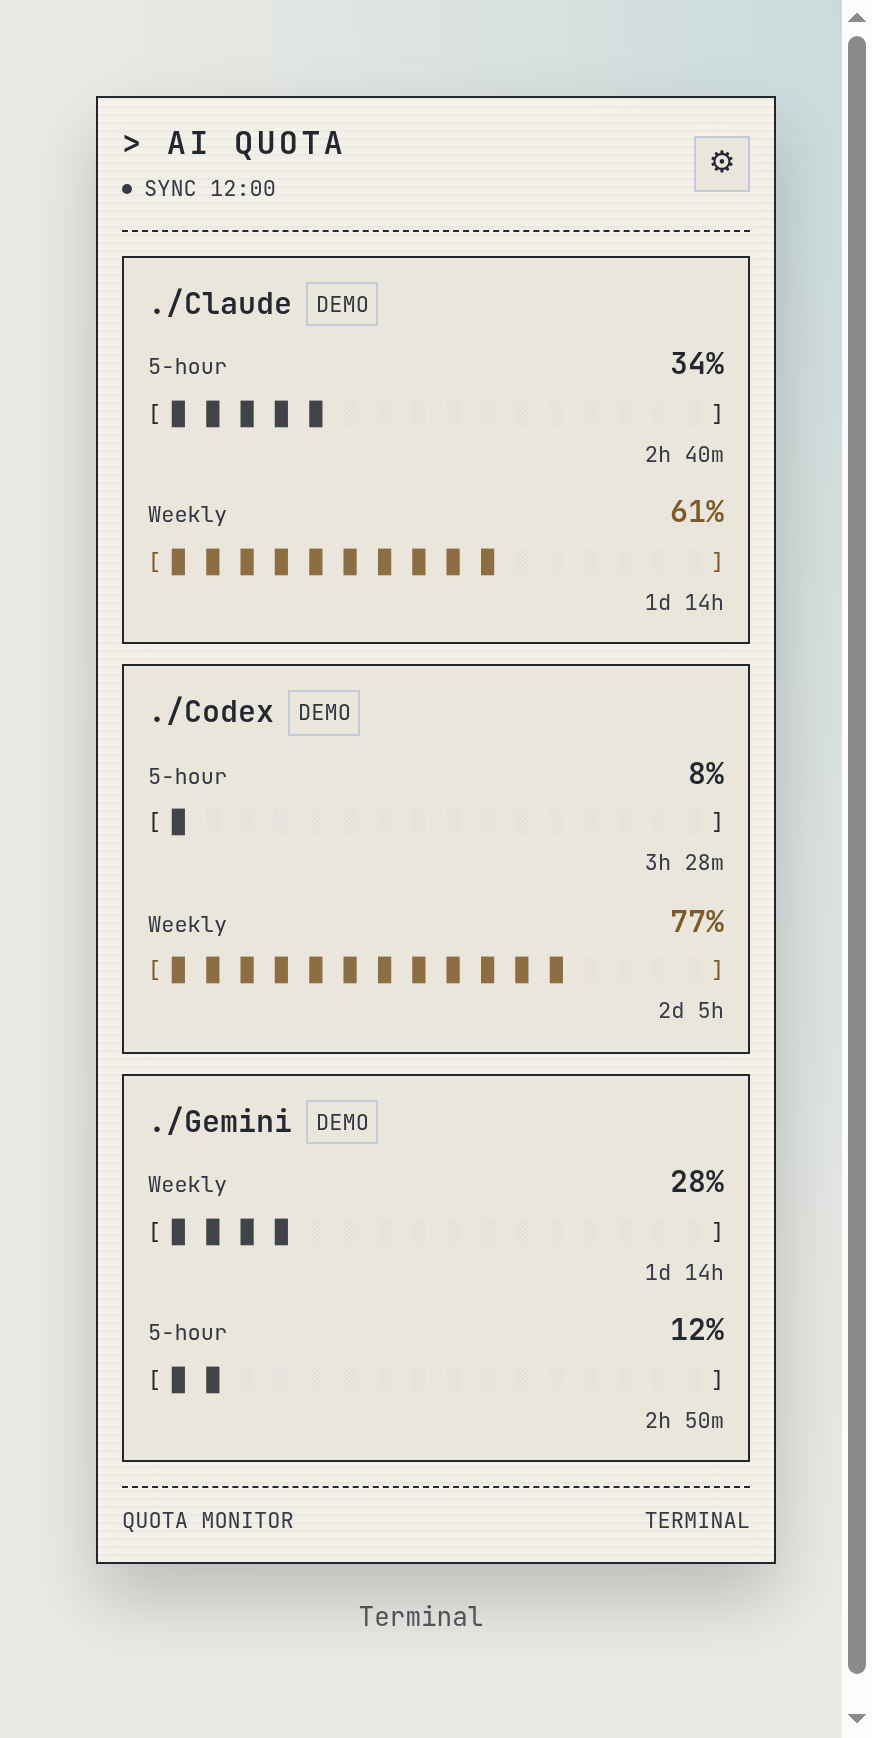 > AI QUOTA
● SYNC 12:00
⚙
./Claude DEMO
5-hour 34%
[█████░░░░░░░░░░░]
2h 40m
Weekly 61%
[██████████░░░░░░]
1d 14h
./Codex DEMO
5-hour 8%
[█░░░░░░░░░░░░░░░]
3h 28m
Weekly 77%
[████████████░░░░]
2d 5h
./Gemini DEMO
Weekly 28%
[████░░░░░░░░░░░░]
1d 14h
5-hour 12%
[██░░░░░░░░░░░░░░]
2h 50m
QUOTA MONITOR TERMINAL
Terminal